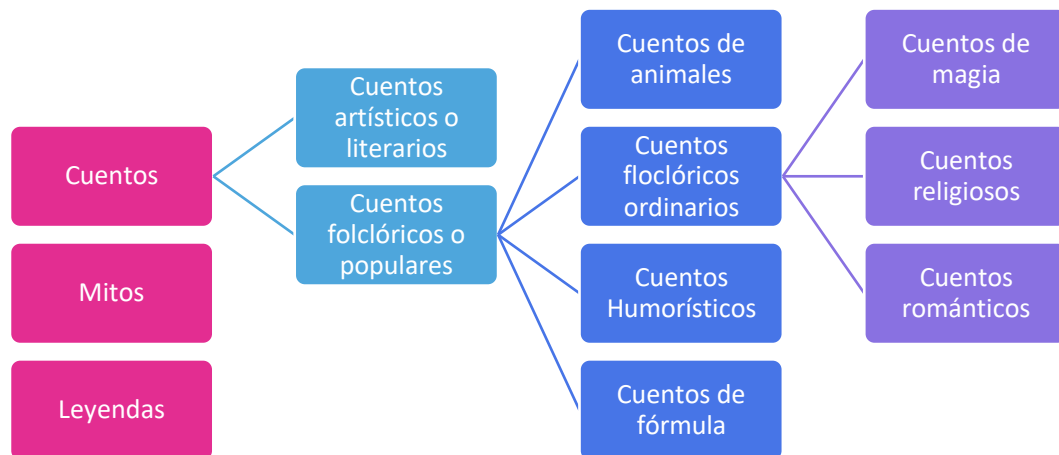 Cuentos
Mitos
Leyendas
Cuentos
artísticos o
literarios
Cuentos
folclóricos o
populares
Cuentos de
animales
Cuentos
floclóricos
ordinarios
Cuentos
Humorísticos
Cuentos de
fórmula
Cuentos de
magia
Cuentos
religiosos
Cuentos
románticos